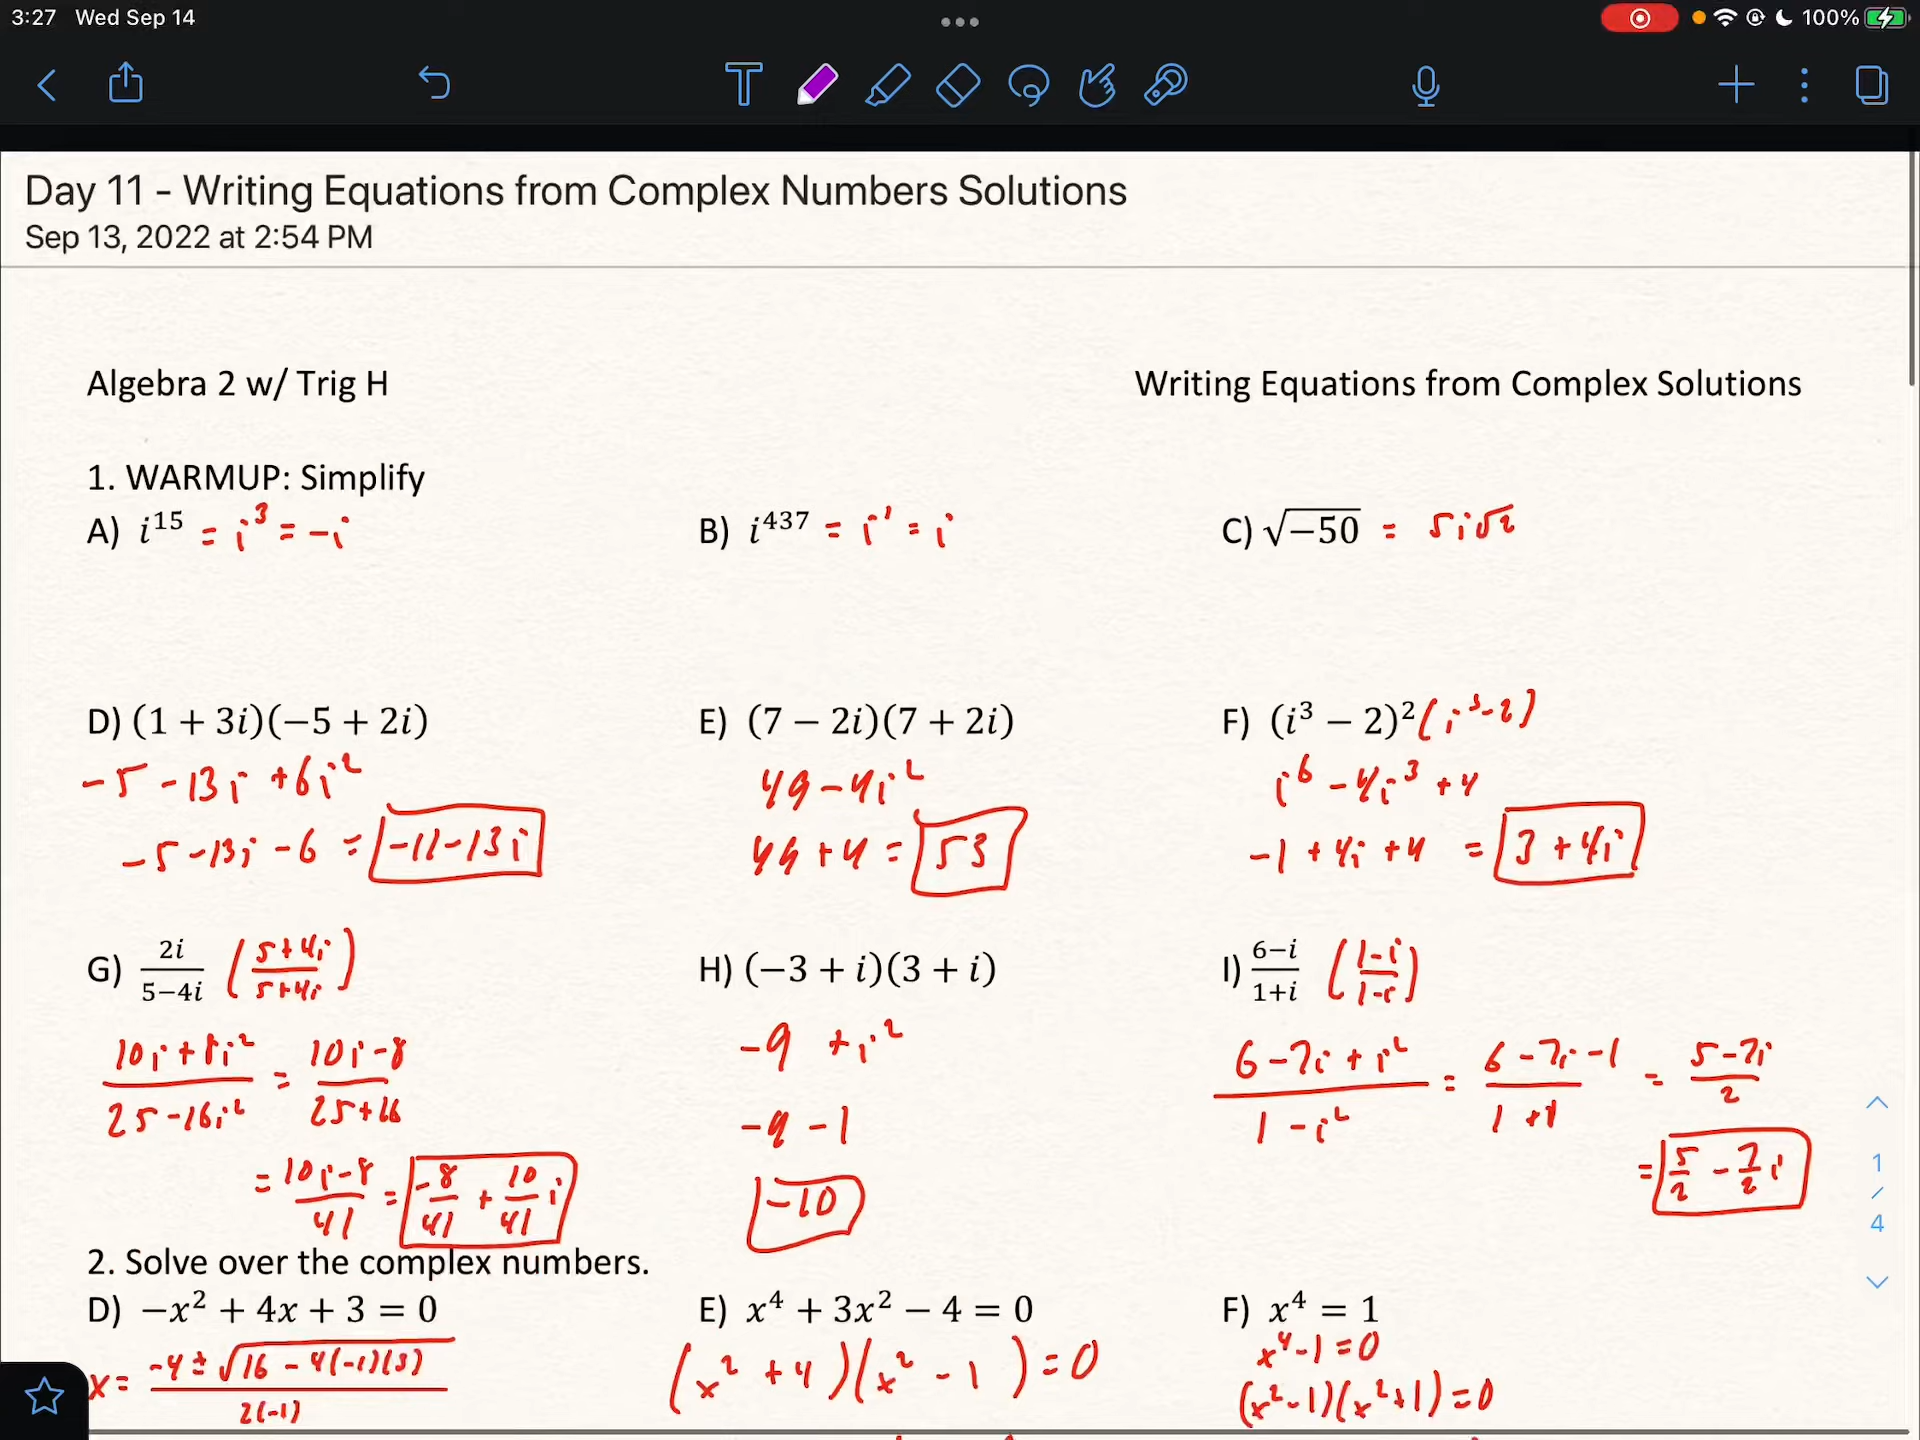 3:27 Wed Sep 14
100%
T
Day 11 - Writing Equations from Complex Numbers Solutions
Sep 13, 2022 at 2:54 PM
Algebra 2 w/ Trig H
Writing Equations from Complex Solutions
1. WARMUP: Simplify
A) i^15 = i^3 = -i
B) i^437 = i^1 = i
C) √−50 = 5i√2
D) (1 + 3i)(−5 + 2i)
-5 -13i +6i^2
-5 -13i -6 = -11-13i
E) (7 − 2i)(7 + 2i)
49 -4i^2
49 + 4 = 53
F) (i^3 − 2)^2 (i^3-2)
i^6 -4i^3 +4
-1 +4i +4 = 3 + 4i
G) 2i/(5−4i) ((5+4i)/(5+4i))
(10i + 8i^2)/(25 -16i^2) = (10i -8)/(25+16)
= (10i -8)/41 = -8/41 + 10/41 i
H) (−3 + i)(3 + i)
-9 + i^2
-9 - 1
-10
I) (6−i)/(1+i) ((1-i)/(1-i))
(6 -7i + i^2)/(1 - i^2) = (6 -7i -1)/(1 +1) = (5 -7i)/2
= 5/2 - 7/2 i
2. Solve over the complex numbers.
D) −x^2 + 4x + 3 = 0
x = (-4 ± √(16 - 4(-1)(3)))/(2(-1))
E) x^4 + 3x^2 − 4 = 0
(x^2 + 4)(x^2 - 1) = 0
F) x^4 = 1
x^4 -1 = 0
(x^2 -1)(x^2 +1) = 0
1
/
4